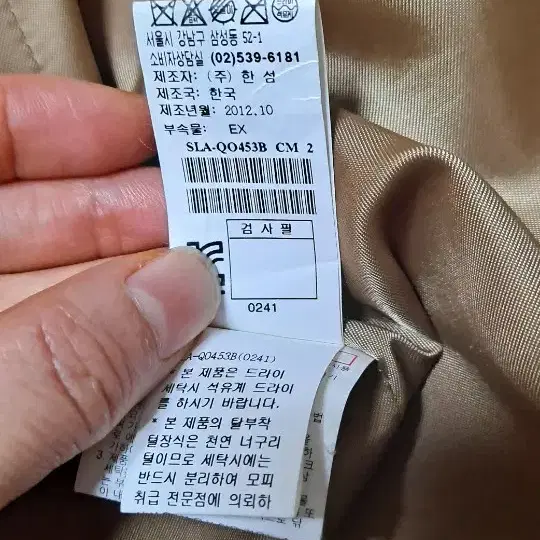 서울시 강남구 삼성동 52-1
소비자상담실 (02)539-6181
제조자: (주) 한 섬
제조국: 한국
제조년월: 2012.10
부속물: EX
SLA-QO453B CM 2
검 사 필
0241
A-QO453B(0241)
* 본 제품은 드라이
세탁시 석유계 드라이
를 하시기 바랍니다.
* 본 제품의 탈부착
털장식은 천연 너구리
털이므로 세탁시에는
반드시 분리하여 모피
취급 전문점에 의뢰하